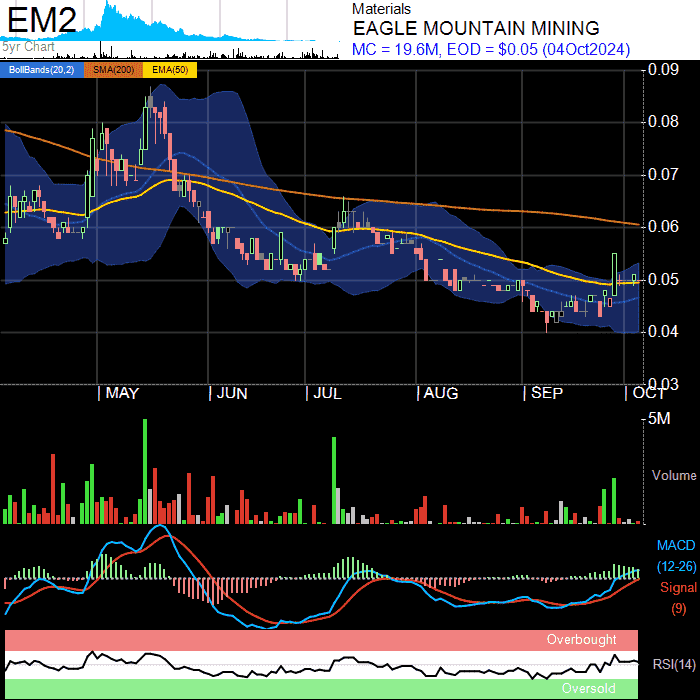 EM2
Materials
EAGLE MOUNTAIN MINING
MC = 19.6M, EOD = $0.05 (04Oct2024)
5yr Chart
BollBands(20,2) SMA(200) EMA(50)
0.09
0.08
0.07
0.06
0.05
0.04
0.03
MAY JUN JUL AUG SEP OCT
5M
Volume
MACD
(12-26)
Signal
(9)
Overbought
RSI(14)
Oversold